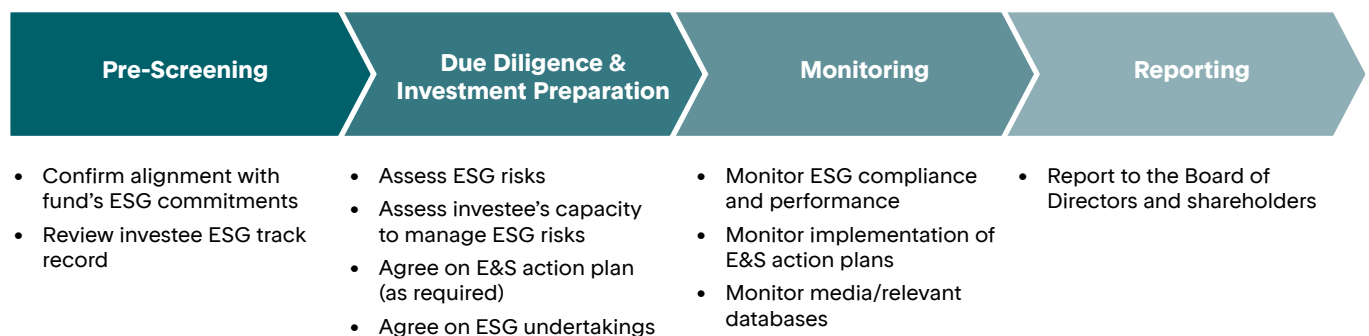 Pre-Screening
Due Diligence &
Investment Preparation
Monitoring
Reporting
• Confirm alignment with
fund's ESG commitments
• Review investee ESG track
record
• Assess ESG risks
• Assess investee's capacity
to manage ESG risks
• Agree on E&S action plan
(as required)
• Agree on ESG undertakings
• Monitor ESG compliance
and performance
• Monitor implementation of
E&S action plans
• Monitor media/relevant
databases
• Report to the Board of
Directors and shareholders